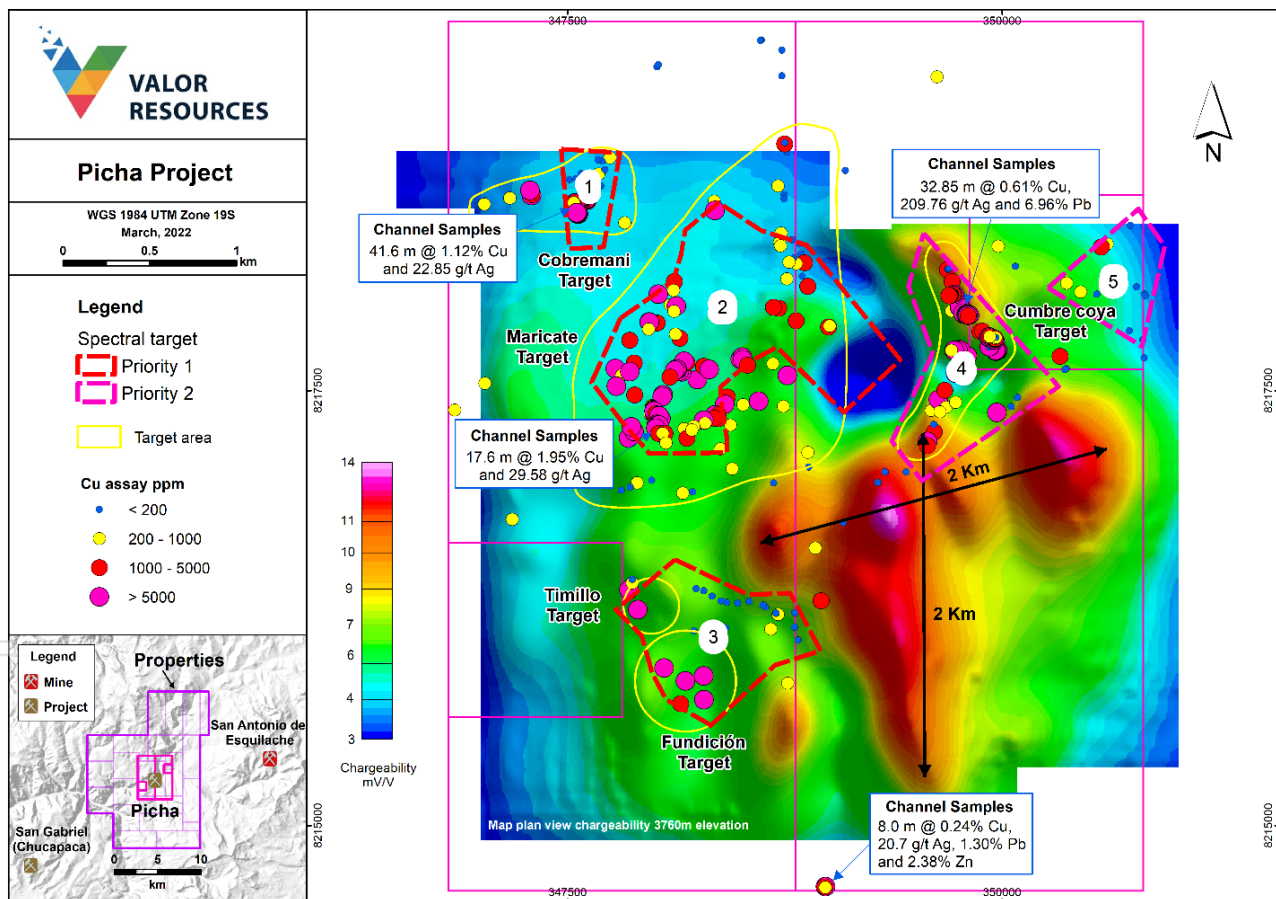 VALOR
RESOURCES
Picha Project
WGS 1984 UTM Zone 19S
March, 2022
0 0.5 1
km
Legend
Spectral target
Priority 1
Priority 2
Target area
Cu assay ppm
< 200
200 - 1000
1000 - 5000
> 5000
Legend
Mine
Project
Properties
San Antonio de
Esquilache
Picha
San Gabriel
(Chucapaca)
0 5 10
km
347500 350000
N
Channel Samples
32.85 m @ 0.61% Cu,
209.76 g/t Ag and 6.96% Pb
1
Channel Samples
41.6 m @ 1.12% Cu
and 22.85 g/t Ag
Cobremani
Target
2
5
Cumbre coya
Target
Maricate
Target
4
8217500 8217500
Channel Samples
17.6 m @ 1.95% Cu
and 29.58 g/t Ag
14
11
10
9
7
6
5
4
3
Chargeability
mV/V
2 Km
2 Km
Timillo
Target
3
Fundición
Target
Channel Samples
8.0 m @ 0.24% Cu,
20.7 g/t Ag, 1.30% Pb
and 2.38% Zn
8215000 8215000
Map plan view chargeability 3760m elevation
347500 350000